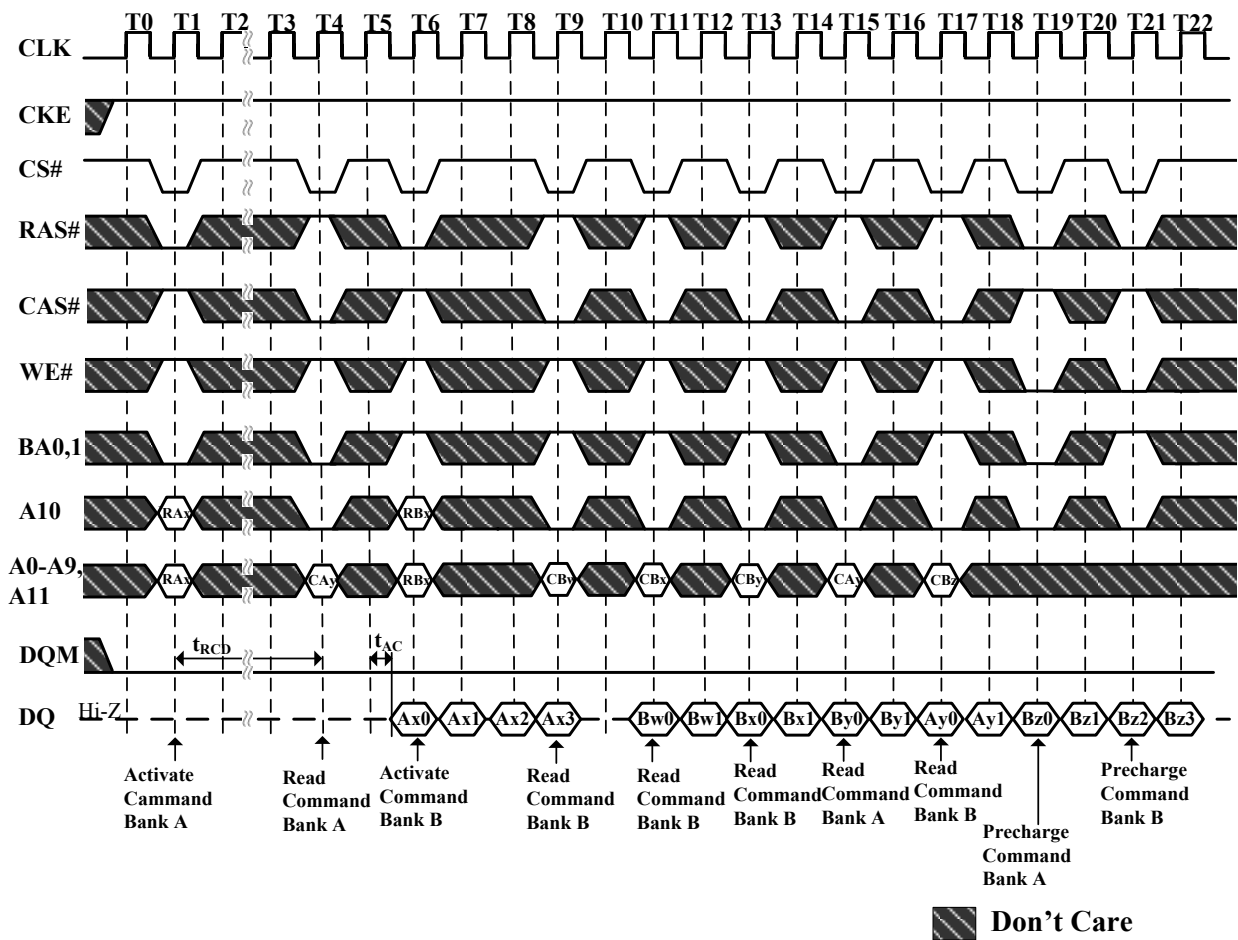 T0 T1 T2 T3 T4 T5 T6 T7 T8 T9 T10 T11 T12 T13 T14 T15 T16 T17 T18 T19 T20 T21 T22
CLK
CKE
CS#
RAS#
CAS#
WE#
BA0,1
A10 RAx RBx
A0-A9,
A11
RAx CAy RBx CBw CBx CBy CAy CBz
DQM
tRCD tAC
DQ Hi-Z Ax0 Ax1 Ax2 Ax3 Bw0 Bw1 Bx0 Bx1 By0 By1 Ay0 Ay1 Bz0 Bz1 Bz2 Bz3
Activate
Cammand
Bank A
Read
Command
Bank A
Activate
Command
Bank B
Read
Command
Bank B
Read
Command
Bank B
Read
Command
Bank B
Read
Command
Bank A
Read
Command
Bank B
Precharge
Command
Bank A
Precharge
Command
Bank B
Don't Care